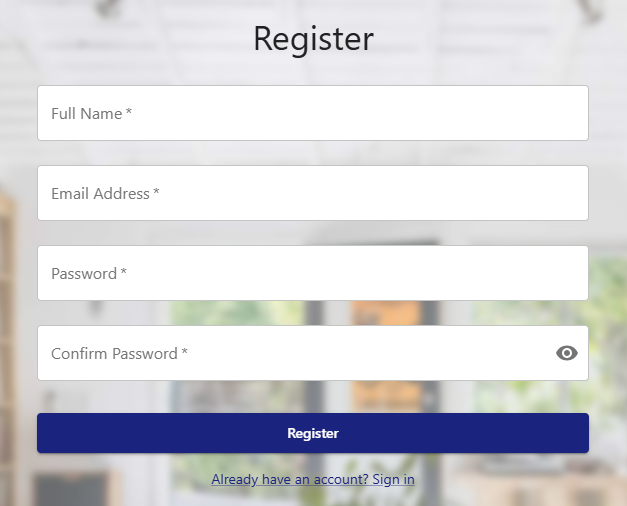 Register
Full Name *
Email Address *
Password *
Confirm Password *
Register
Already have an account? Sign in